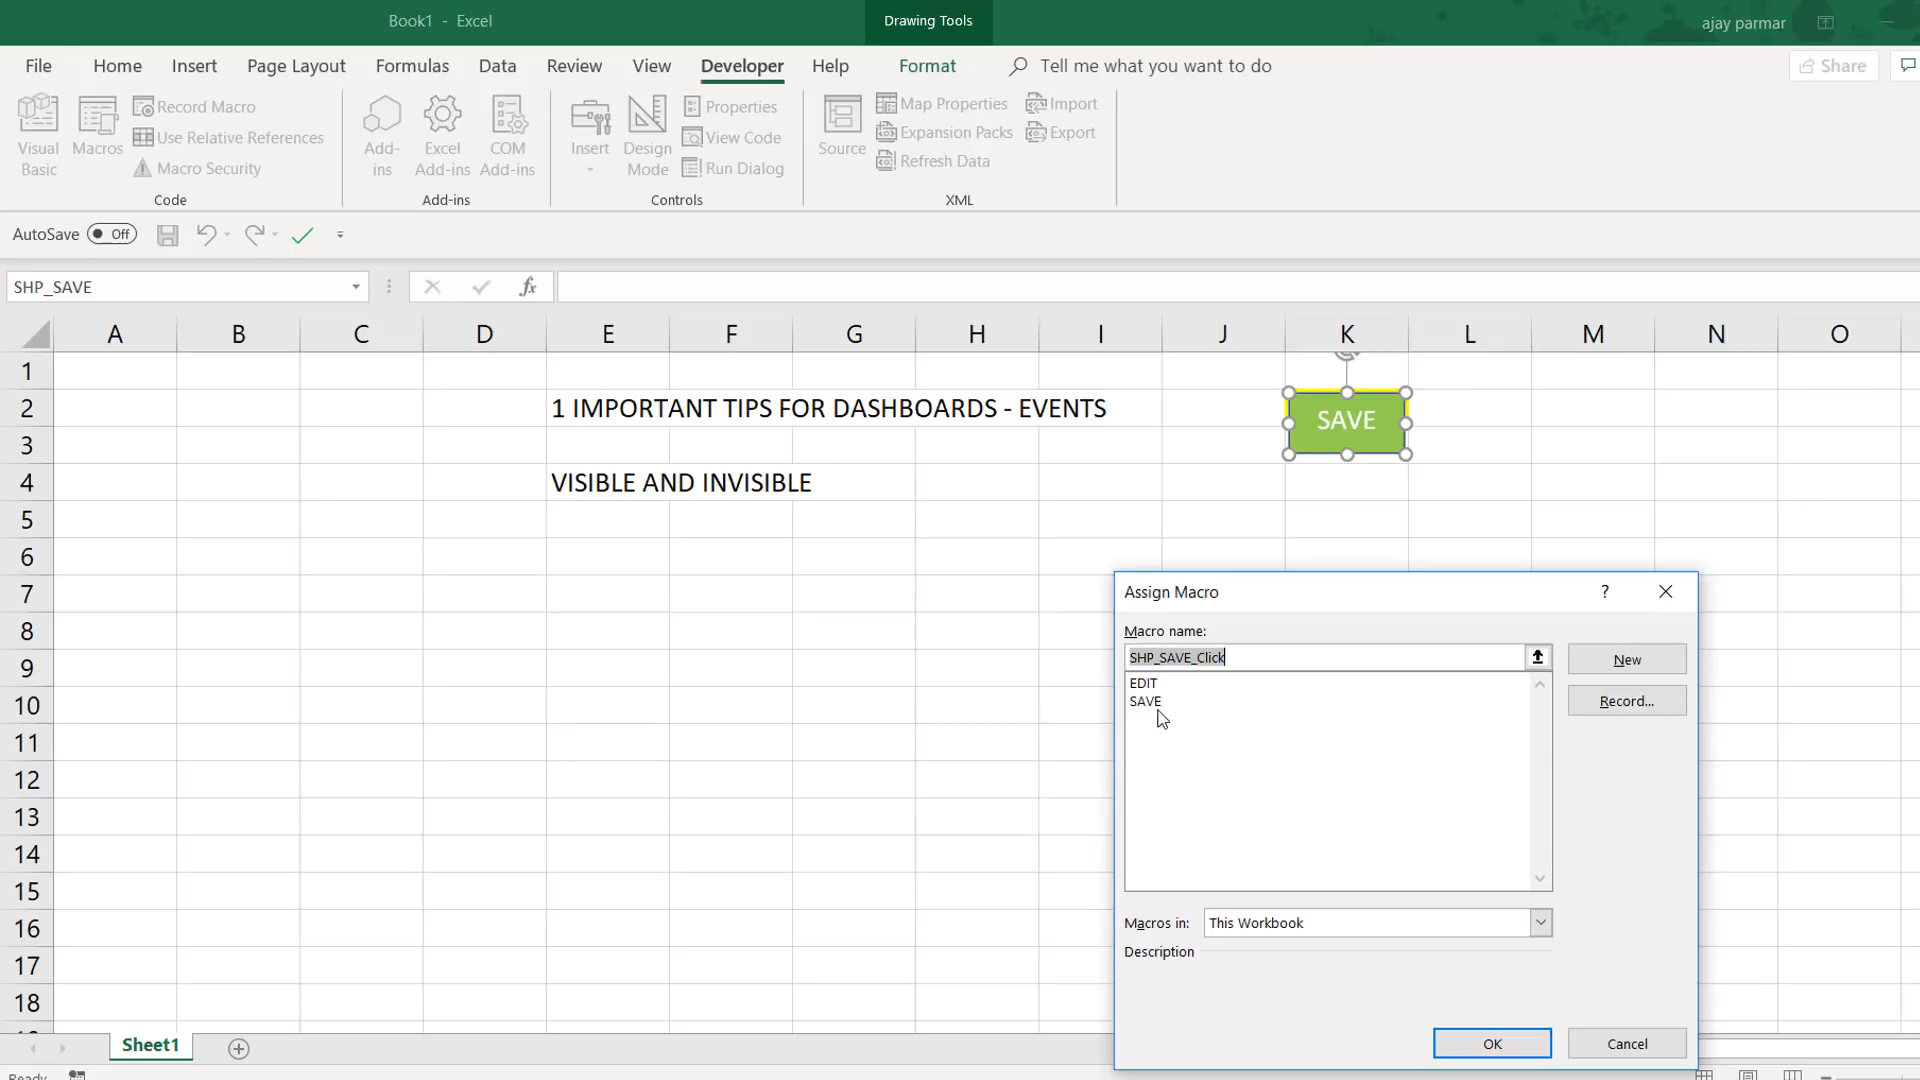 Book1 - Excel
Drawing Tools
ajay parmar
File Home Insert Page Layout Formulas Data Review View Developer Help Format Tell me what you want to do Share
Visual Basic
Macros
Record Macro
Use Relative References
Macro Security
Code
Add-ins
Excel Add-ins
COM Add-ins
Add-ins
Insert
Design Mode
Properties
View Code
Run Dialog
Controls
Source
Map Properties
Expansion Packs
Refresh Data
Import
Export
XML
AutoSave Off
SHP_SAVE
fx
A B C D E F G H I J K L M N O
1
2 1 IMPORTANT TIPS FOR DASHBOARDS - EVENTS SAVE
3
4 VISIBLE AND INVISIBLE
5
6
7
8
9
10
11
12
13
14
15
16
17
18
Assign Macro ?
Macro name:
SHP_SAVE_Click
EDIT
SAVE
New
Record...
Macros in: This Workbook
Description
OK Cancel
Sheet1
Ready